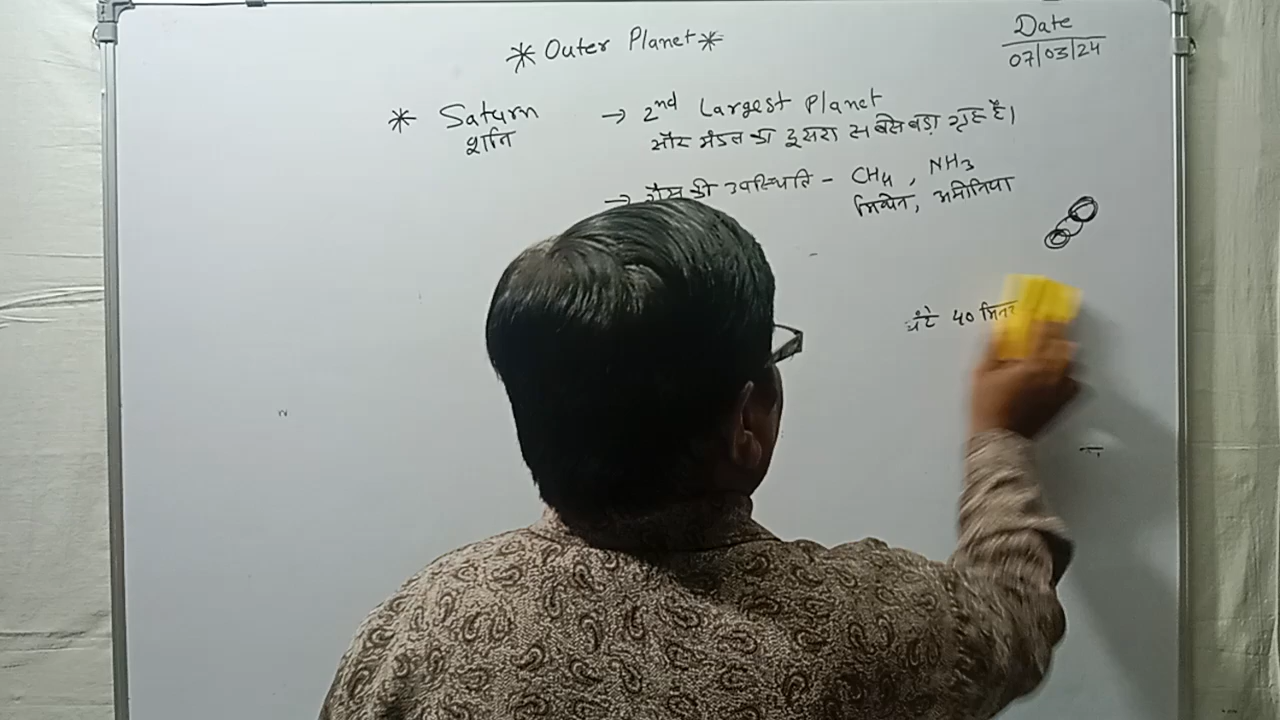 * Outer Planet *
Date
07/03/24
* Saturn → 2nd Largest Planet
शनि सौर मंडल का दूसरा सबसे बड़ा ग्रह है।
→ गैस की उपस्थिति - CH4, NH3
मिथेन, अमोनिया
घंटे 40 मिनट